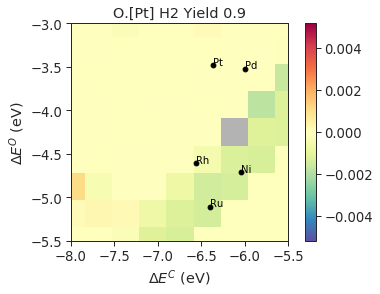 O.[Pt] H2 Yield 0.9
−3.0
−3.5
−4.0
−4.5
−5.0
−5.5
ΔE^O (eV)
Pt
Pd
Rh
Ni
Ru
−8.0 −7.5 −7.0 −6.5 −6.0 −5.5
ΔE^C (eV)
0.004
0.002
0.000
−0.002
−0.004